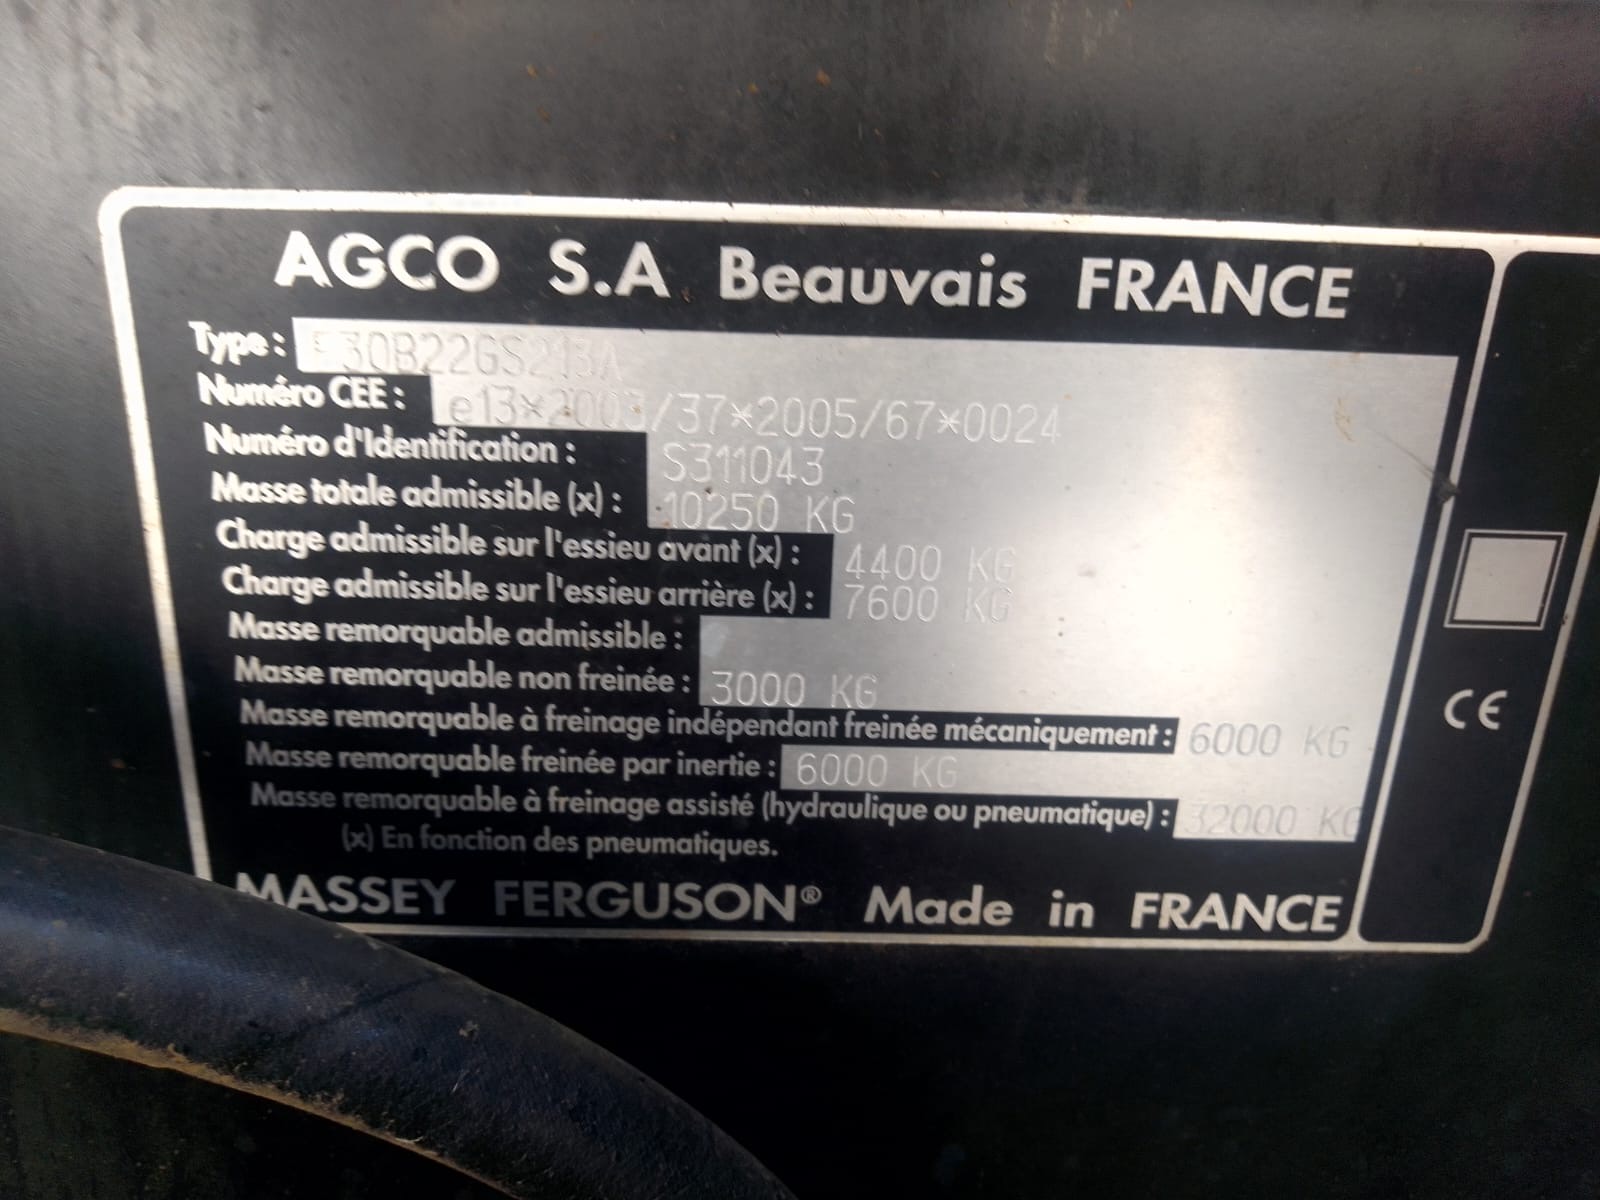 AGCO S.A Beauvais FRANCE
Type : E30B22GS213A
Numéro CEE : e13*2003/37*2005/67*0024
Numéro d'Identification : S311043
Masse totale admissible (x) : 10250 KG
Charge admissible sur l'essieu avant (x) : 4400 KG
Charge admissible sur l'essieu arrière (x) : 7600 KG
Masse remorquable admissible :
Masse remorquable non freinée : 3000 KG
Masse remorquable à freinage indépendant freinée mécaniquement : 6000 KG
Masse remorquable freinée par inertie : 6000 KG
Masse remorquable à freinage assisté (hydraulique ou pneumatique) : 32000 KG
(x) En fonction des pneumatiques.
MASSEY FERGUSON® Made in FRANCE
CE